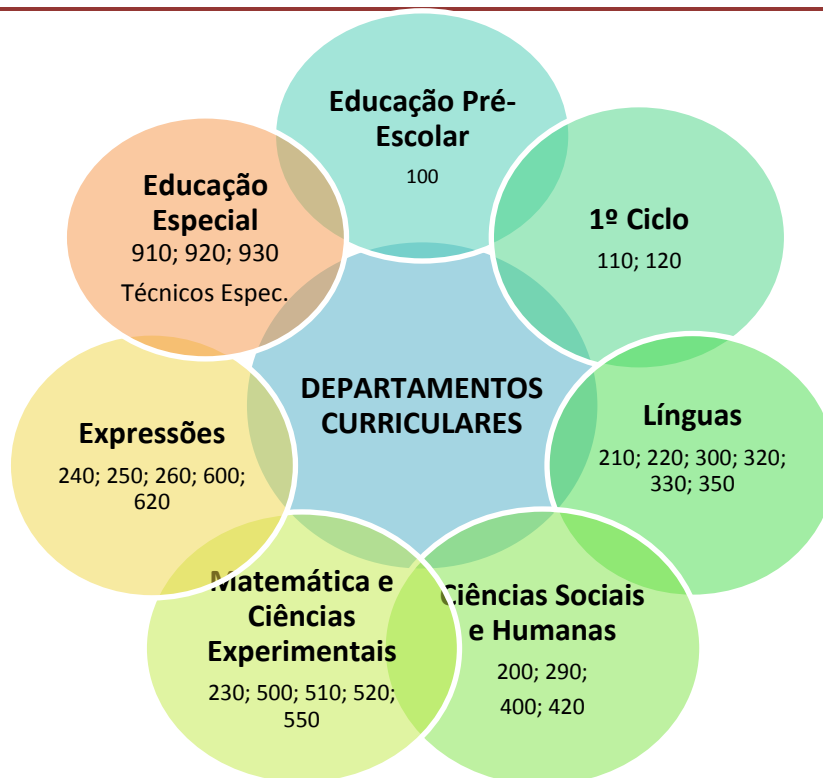 Educação Pré-
Escolar
100
1º Ciclo
110; 120
Línguas
210; 220; 300; 320;
330; 350
Ciências Sociais
e Humanas
200; 290;
400; 420
Matemática e
Ciências
Experimentais
230; 500; 510; 520;
550
Expressões
240; 250; 260; 600;
620
Educação
Especial
910; 920; 930
Técnicos Espec.
DEPARTAMENTOS
CURRICULARES